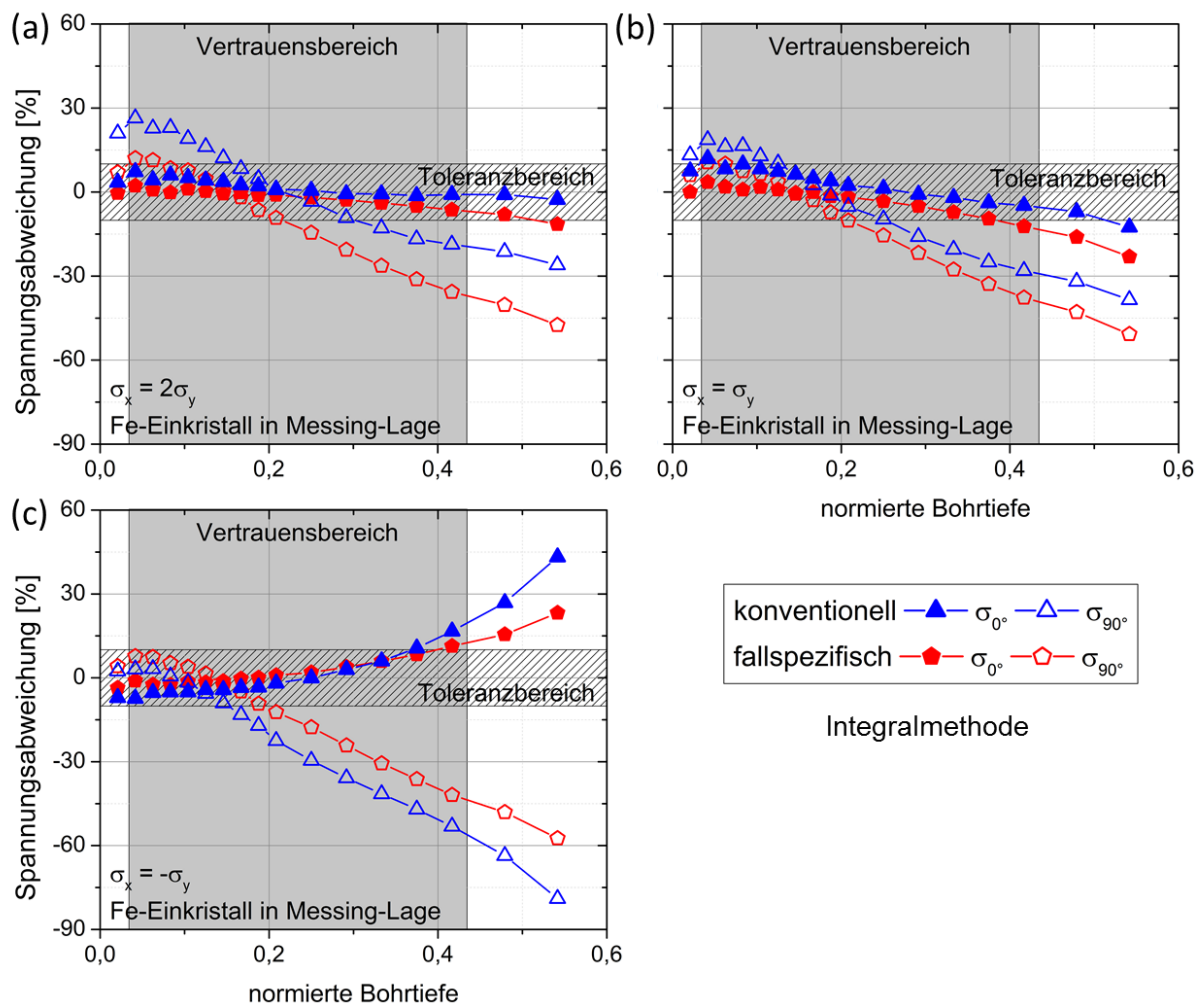 (a)
60
30
0
-30
-60
-90
Spannungsabweichung [%]
Vertrauensbereich
Toleranzbereich
σx = 2σy
Fe-Einkristall in Messing-Lage
0,0
0,2
0,4
0,6
(b)
Vertrauensbereich
Toleranzbereich
σx = σy
Fe-Einkristall in Messing-Lage
0,0
0,2
0,4
0,6
normierte Bohrtiefe
(c)
60
30
0
-30
-60
-90
Spannungsabweichung [%]
Vertrauensbereich
Toleranzbereich
σx = -σy
Fe-Einkristall in Messing-Lage
0,0
0,2
0,4
0,6
normierte Bohrtiefe
konventionell σ0° σ90°
fallspezifisch σ0° σ90°
Integralmethode